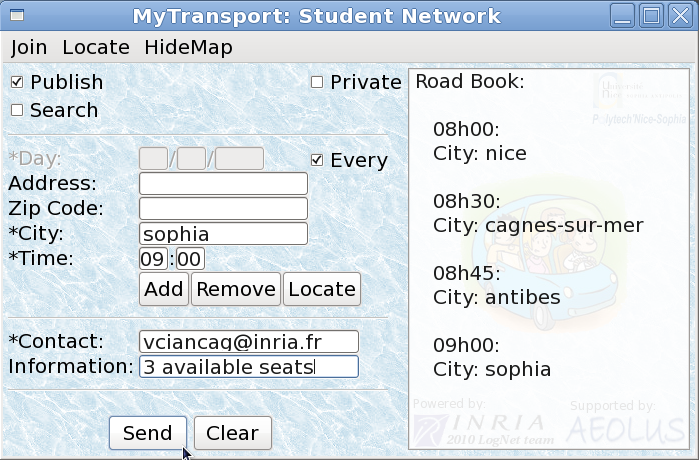 MyTransport: Student Network
Join Locate HideMap
Publish
Private
Search
*Day: / / Every
Address:
Zip Code:
*City: sophia
*Time: 09:00
Add Remove Locate
*Contact: vciancag@inria.fr
Information: 3 available seats
Send Clear
Road Book:
08h00:
City: nice
08h30:
City: cagnes-sur-mer
08h45:
City: antibes
09h00:
City: sophia
Polytech'Nice-Sophia
Powered by:
INRIA
2010 LogNet team
Supported by:
AEOLUS